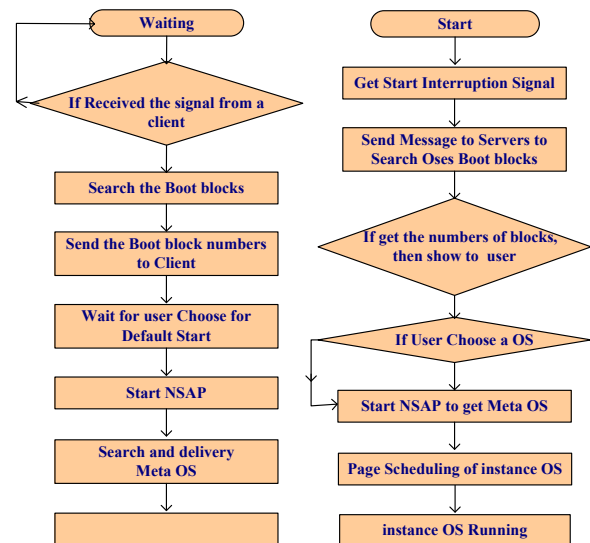 Waiting
If Received the signal from a
client
Search the Boot blocks
Send the Boot block numbers
to Client
Wait for user Choose for
Default Start
Start NSAP
Search and delivery
Meta OS
Start
Get Start Interruption Signal
Send Message to Servers to
Search Oses Boot blocks
If get the numbers of blocks,
then show to user
If User Choose a OS
Start NSAP to get Meta OS
Page Scheduling of instance OS
instance OS Running